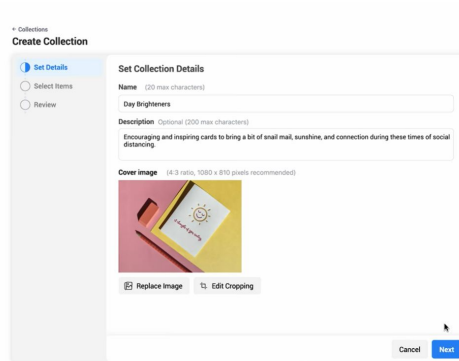 Collections
Create Collection
Set Details
Select Items
Review
Set Collection Details
Name (20 max characters)
Day Brighteners
Description Optional (200 max characters)
Encouraging and inspiring cards to bring a bit of snail mail, sunshine, and connection during these times of social
distancing.
Cover image (4:3 ratio, 1080 x 810 pixels recommended)
Replace Image
Edit Cropping
Cancel
Next